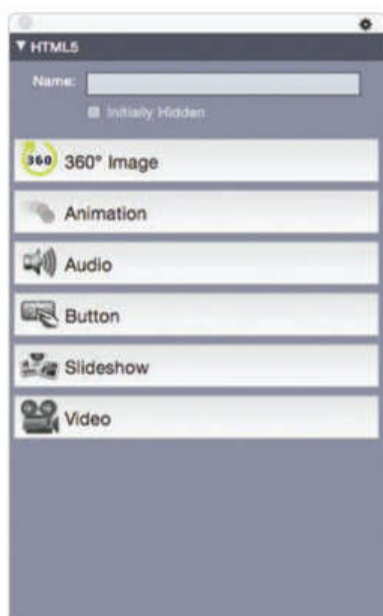 HTML5
Name:
Initially Hidden
360 360° Image
Animation
Audio
Button
Slideshow
Video